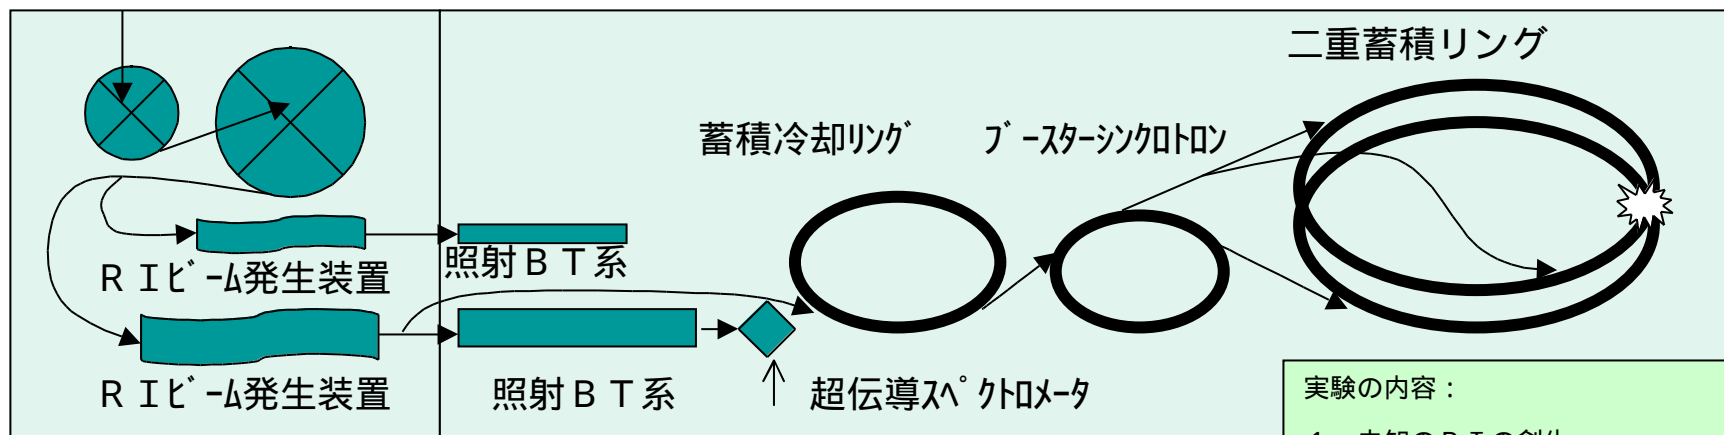 二重蓄積リング
蓄積冷却ﾘﾝｸﾞ
ﾌﾞｰｽﾀｰｼﾝｸﾛﾄﾛﾝ
ＲＩﾋﾞｰﾑ発生装置
照射ＢＴ系
ＲＩﾋﾞｰﾑ発生装置
照射ＢＴ系
超伝導ｽﾍﾟｸﾄﾛﾒｰﾀ
実験の内容：